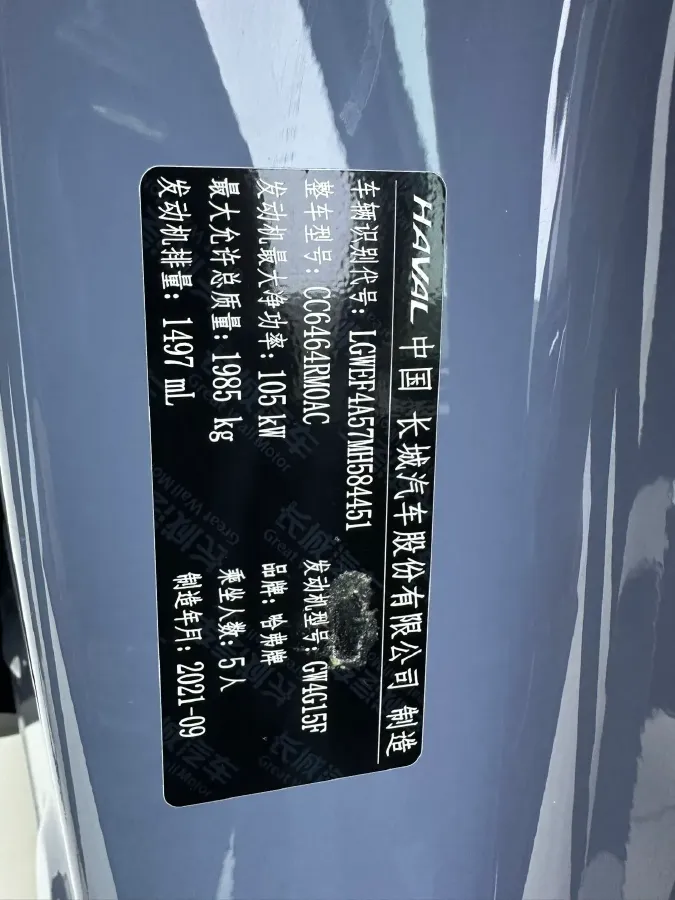 HAVAL 中国 长城汽车股份有限公司 制造
车辆识别代号: LGWEF4A57MH584451
整车型号: CC6464RM0AC 发动机型号: GW4G15F
发动机最大净功率: 105 kW 品牌: 哈弗牌
最大允许总质量: 1985 kg 乘坐人数: 5人
发动机排量: 1497 mL 制造年月: 2021-09